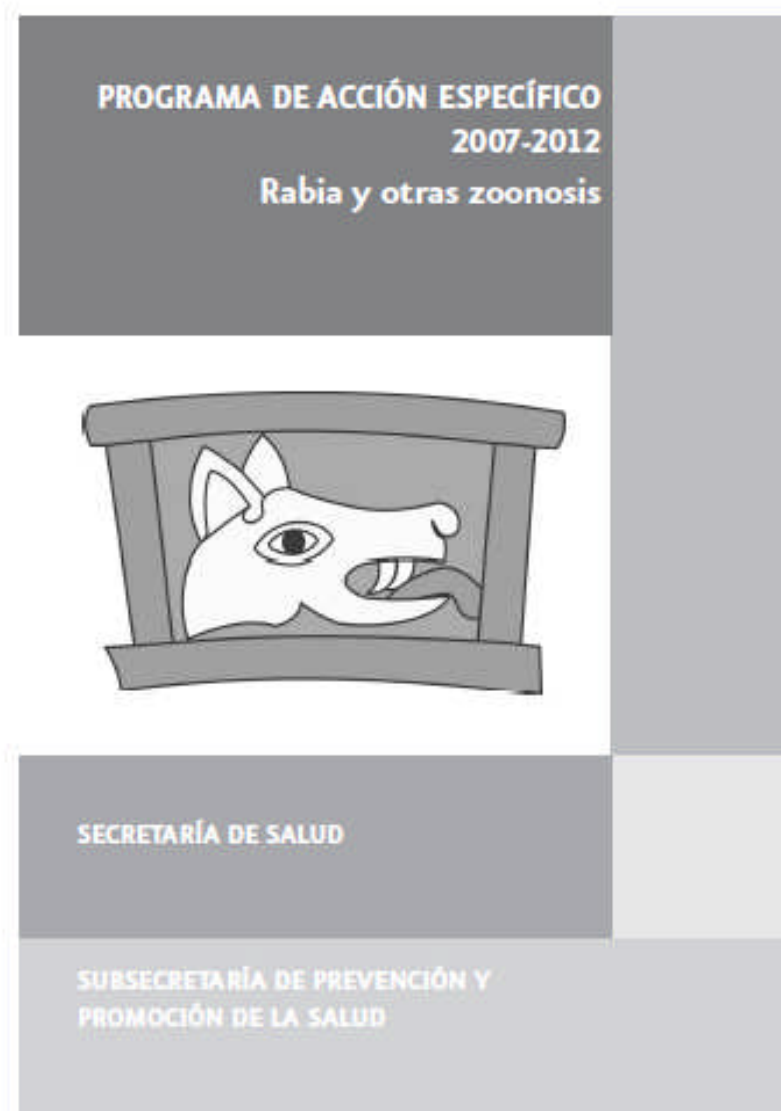 PROGRAMA DE ACCIÓN ESPECÍFICO
2007-2012
Rabia y otras zoonosis
SECRETARÍA DE SALUD
SUBSECRETARÍA DE PREVENCIÓN Y
PROMOCIÓN DE LA SALUD